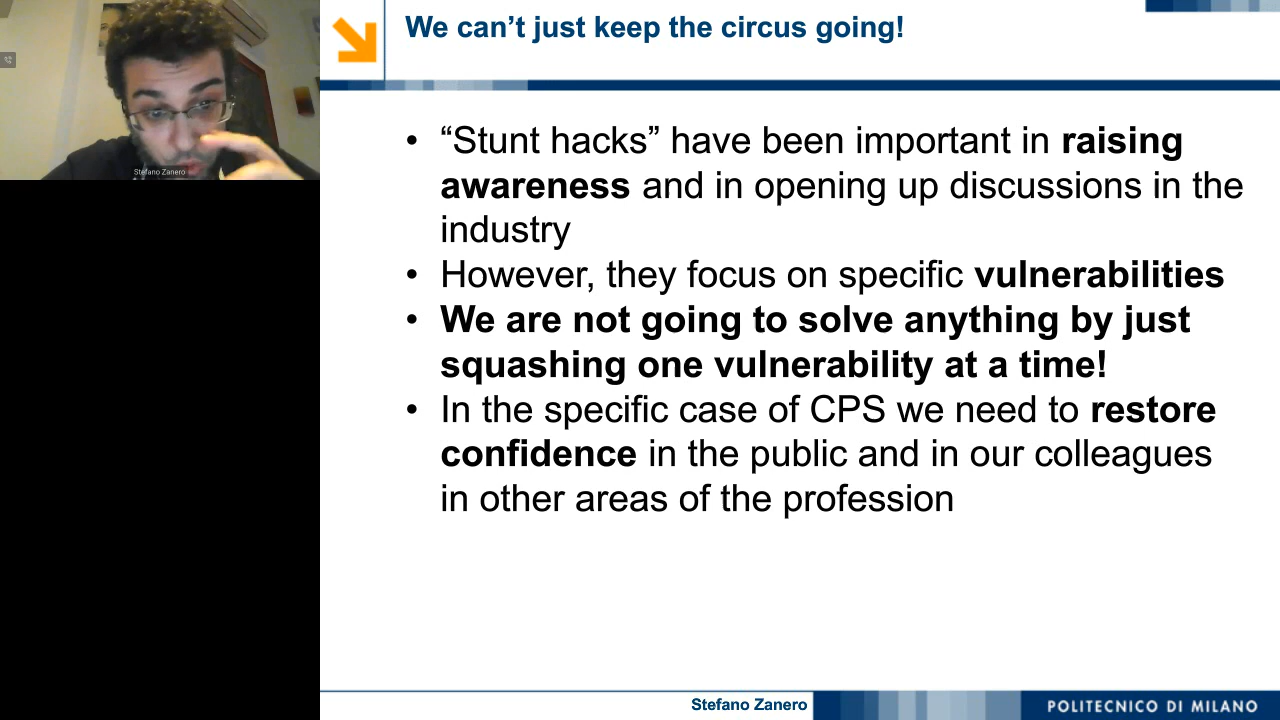 Stefano Zanero
We can’t just keep the circus going!
• “Stunt hacks” have been important in raising
awareness and in opening up discussions in the
industry
• However, they focus on specific vulnerabilities
• We are not going to solve anything by just
squashing one vulnerability at a time!
• In the specific case of CPS we need to restore
confidence in the public and in our colleagues
in other areas of the profession
Stefano Zanero
POLITECNICO DI MILANO